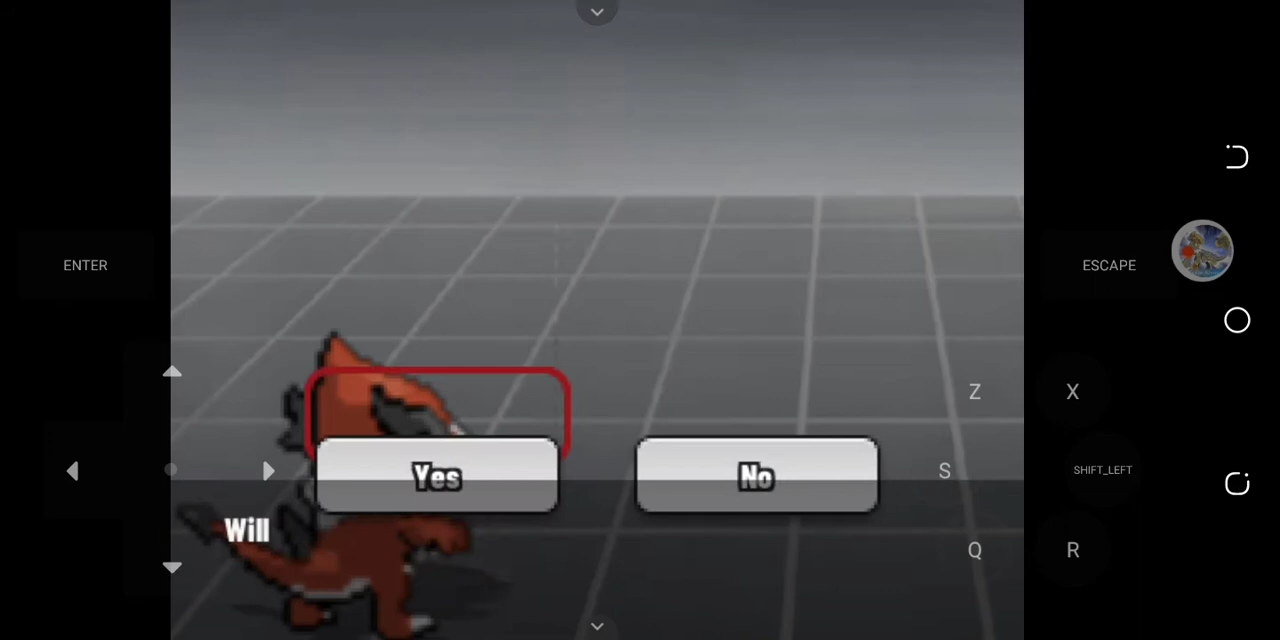 ENTER
ESCAPE
Z
X
Yes
No
S
SHIFT_LEFT
Will
Q
R